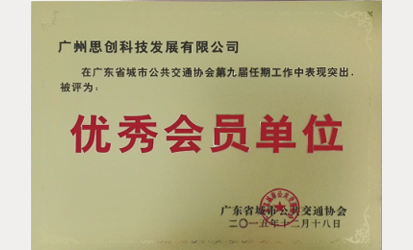 广州思创科技发展有限公司
在广东省城市公共交通协会第九届任期工作中表现突出，
被评为：
优秀会员单位
广东省城市公共交通协会
二〇一五年十二月十八日